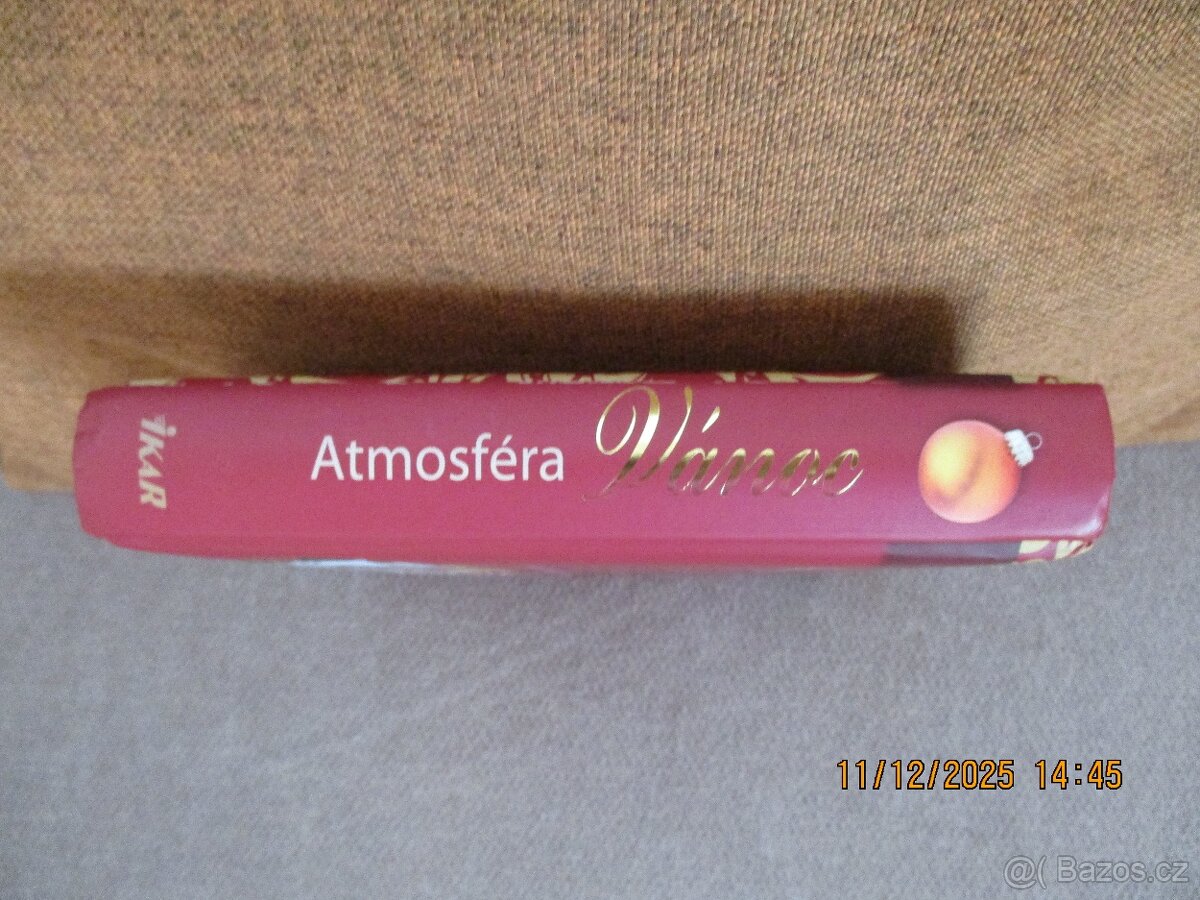 IKAR
Atmosféra Vánoc
11/12/2025 14:45
@( Bazos.cz